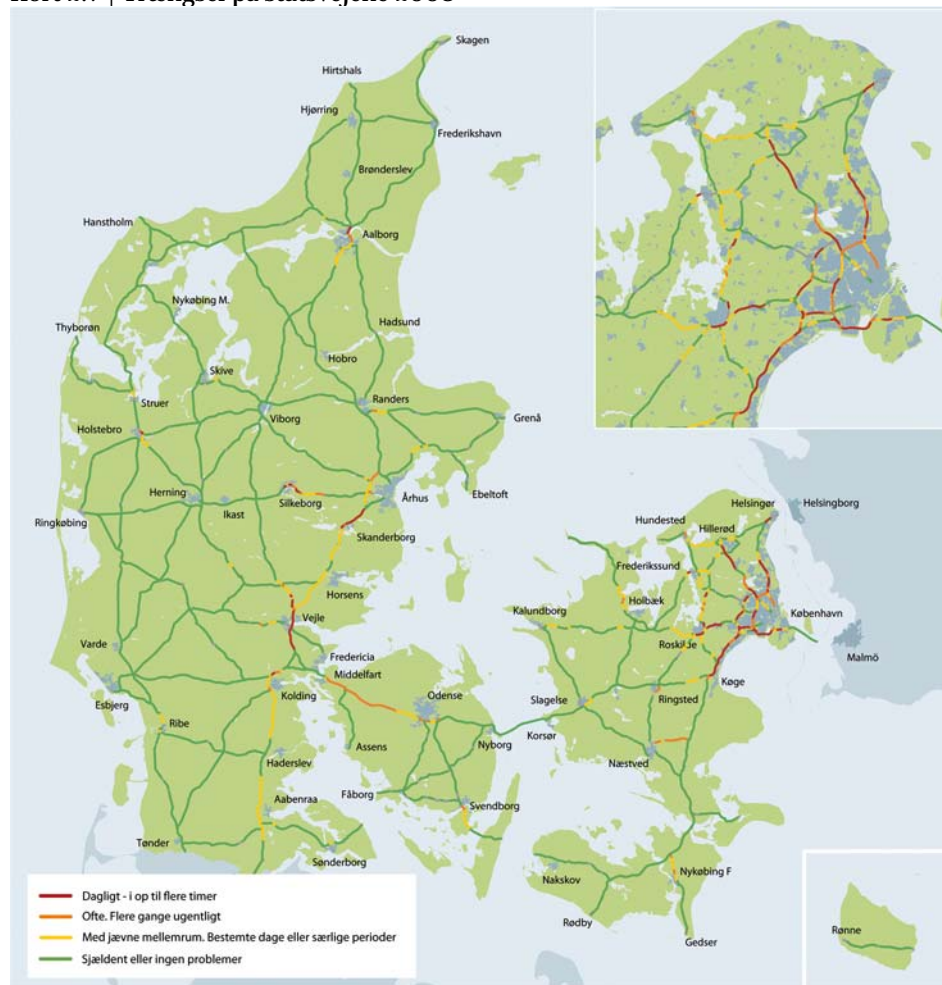 Skagen
Hirtshals
Hjørring
Frederikshavn
Brønderslev
Hanstholm
Aalborg
Nykøbing M.
Thyborøn
Hadsund
Hobro
Skive
Struer
Randers
Viborg
Grenå
Holstebro
Herning
Ikast
Silkeborg
Århus
Ebeltoft
Ringkøbing
Skanderborg
Helsingør
Helsingborg
Hundested
Hillerød
Frederikssund
Horsens
Holbæk
Kalundborg
København
Vejle
Varde
Roskilde
Malmö
Fredericia
Middelfart
Køge
Esbjerg
Kolding
Odense
Slagelse
Ringsted
Ribe
Nyborg
Korsør
Assens
Haderslev
Næstved
Fåborg
Svendborg
Aabenraa
Tønder
Sønderborg
Nakskov
Nykøbing F
Rødby
Gedser
Rønne
Dagligt - i op til flere timer
Ofte. Flere gange ugentligt
Med jævne mellemrum. Bestemte dage eller særlige perioder
Sjældent eller ingen problemer